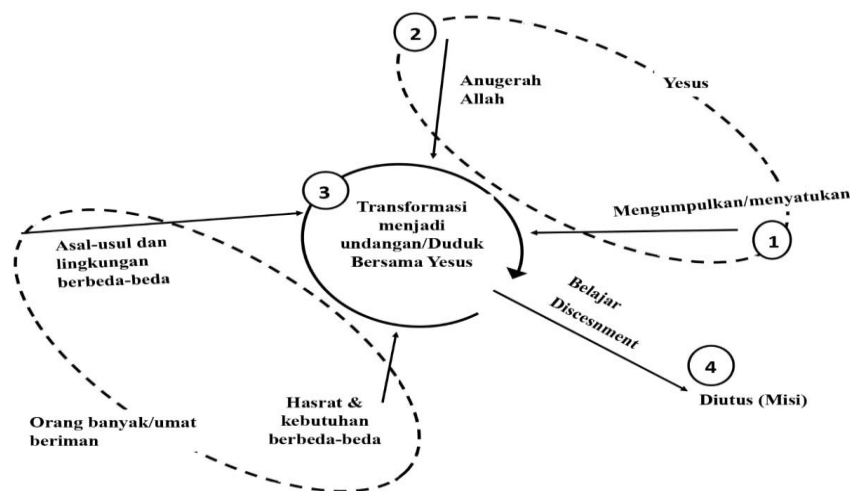 2
Anugerah
Allah
Yesus
3
Transformasi
menjadi
undangan/Duduk
Bersama Yesus
Mengumpulkan/menyatukan
1
Asal-usul dan
lingkungan
berbeda-beda
Belajar
Discesnment
4
Diutus (Misi)
Hasrat &
kebutuhan
berbeda-beda
Orang banyak/umat
beriman